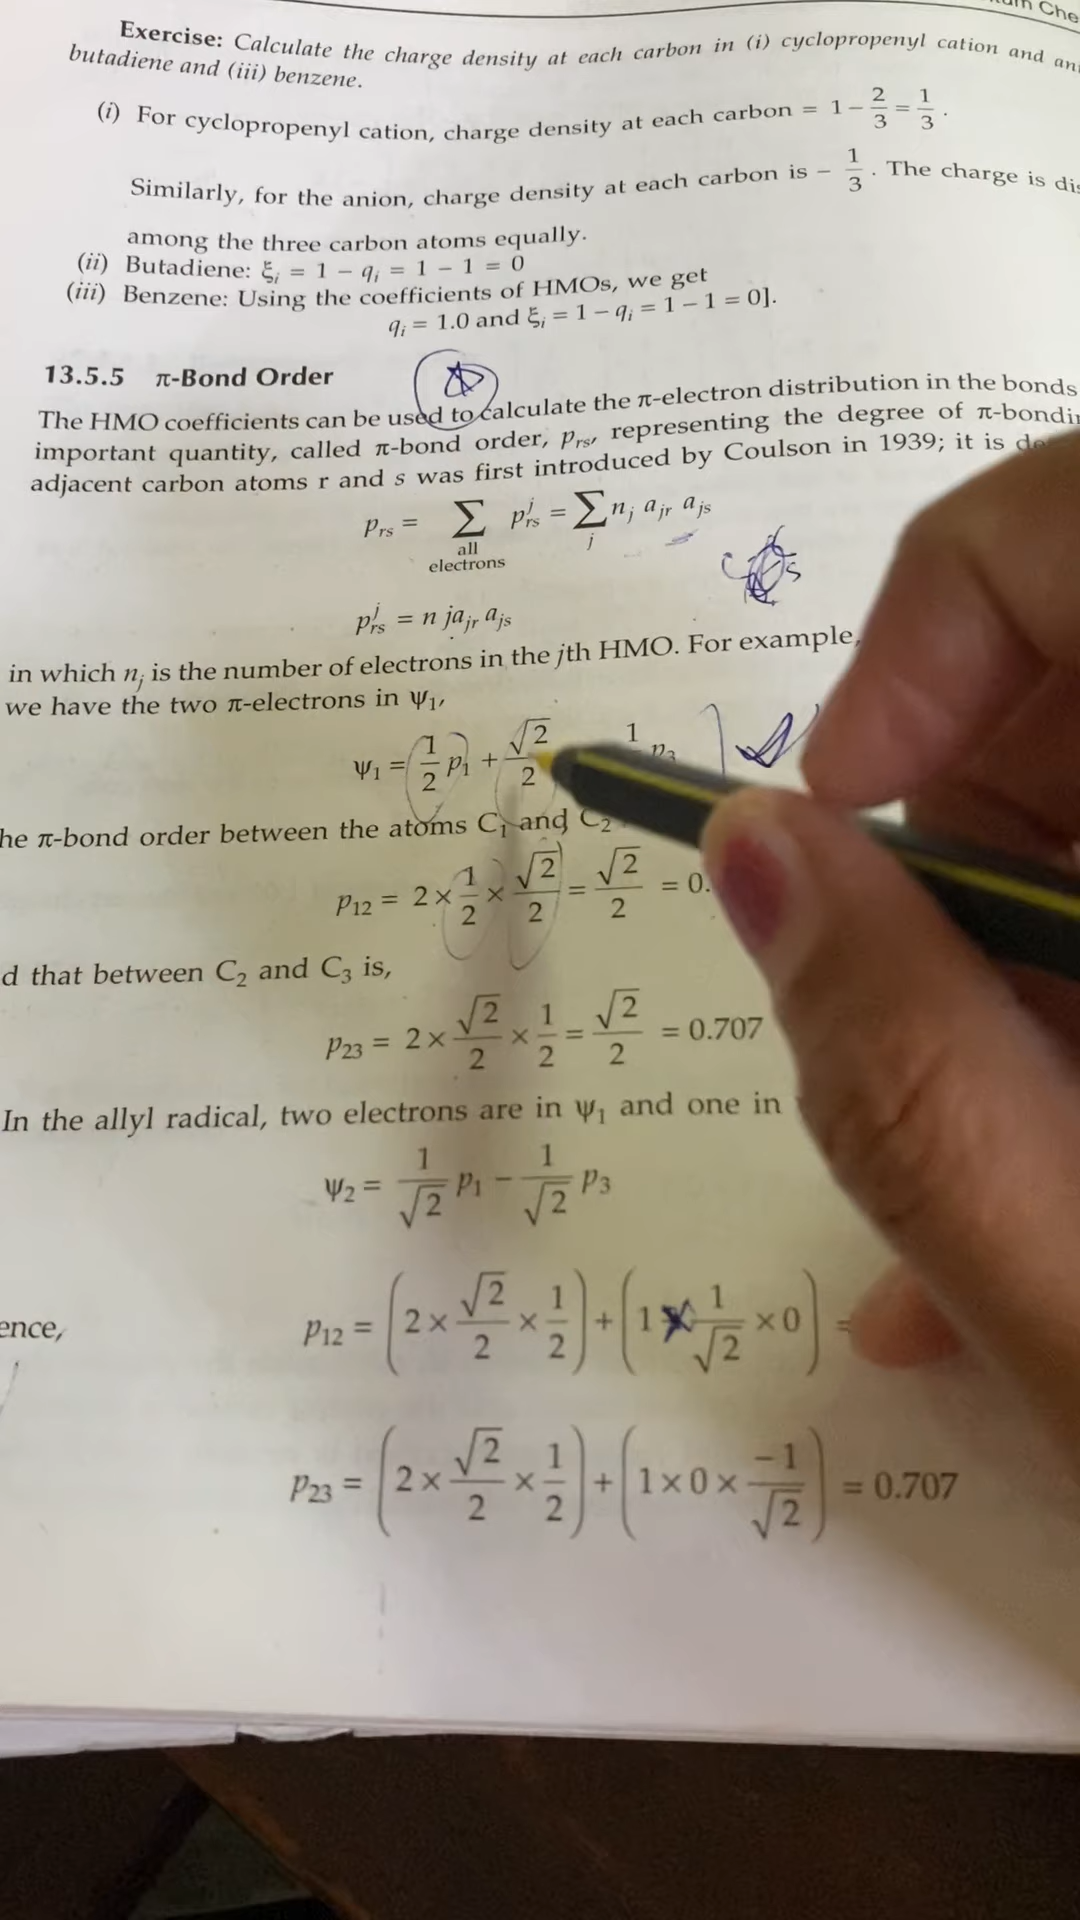 Exercise: Calculate the charge density at each carbon in (i) cyclopropenyl cation and
butadiene and (iii) benzene.
(i) For cyclopropenyl cation, charge density at each carbon = 1 − 2/3 = 1/3 .
Similarly, for the anion, charge density at each carbon is − 1/3 . The charge is
among the three carbon atoms equally.
(ii) Butadiene: ξi = 1 − qi = 1 − 1 = 0
(iii) Benzene: Using the coefficients of HMOs, we get
qi = 1.0 and ξi = 1 − qi = 1 − 1 = 0].
13.5.5 π-Bond Order
The HMO coefficients can be used to calculate the π-electron distribution in the bonds
important quantity, called π-bond order, prs, representing the degree of
adjacent carbon atoms r and s was first introduced by Coulson in 1939; it is
prs = Σ p^j rs = Σ nj ajr ajs
all j
electrons
p^j rs = n jajr ajs
in which nj is the number of electrons in the jth HMO. For example,
we have the two π-electrons in ψ1,
ψ1 = 1/2 p1 + √2/2 1 p3
π-bond order between the atoms C1 and C2
p12 = 2 × 1/2 × √2/2 = √2/2 = 0.
that between C2 and C3 is,
p23 = 2 × √2/2 × 1/2 = √2/2 = 0.707
In the allyl radical, two electrons are in ψ1 and one in
ψ2 = 1/√2 p1 − 1/√2 p3
p12 = (2 × √2/2 × 1/2) + (1 × 1/√2 × 0) =
p23 = (2 × √2/2 × 1/2) + (1 × 0 × −1/√2) = 0.707